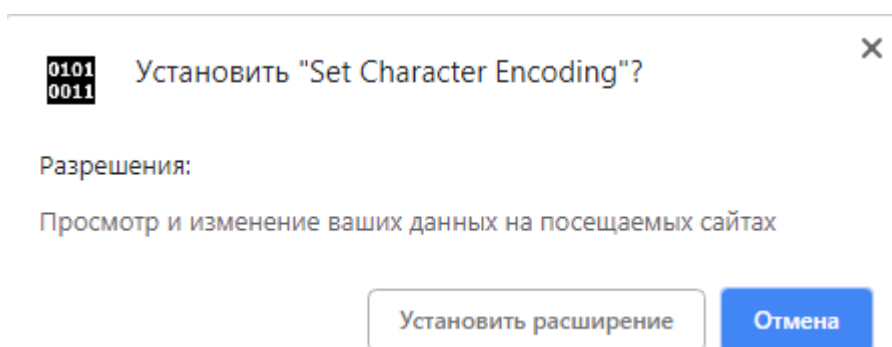 0101
0011
Установить "Set Character Encoding"?
Разрешения:
Просмотр и изменение ваших данных на посещаемых сайтах
Установить расширение
Отмена